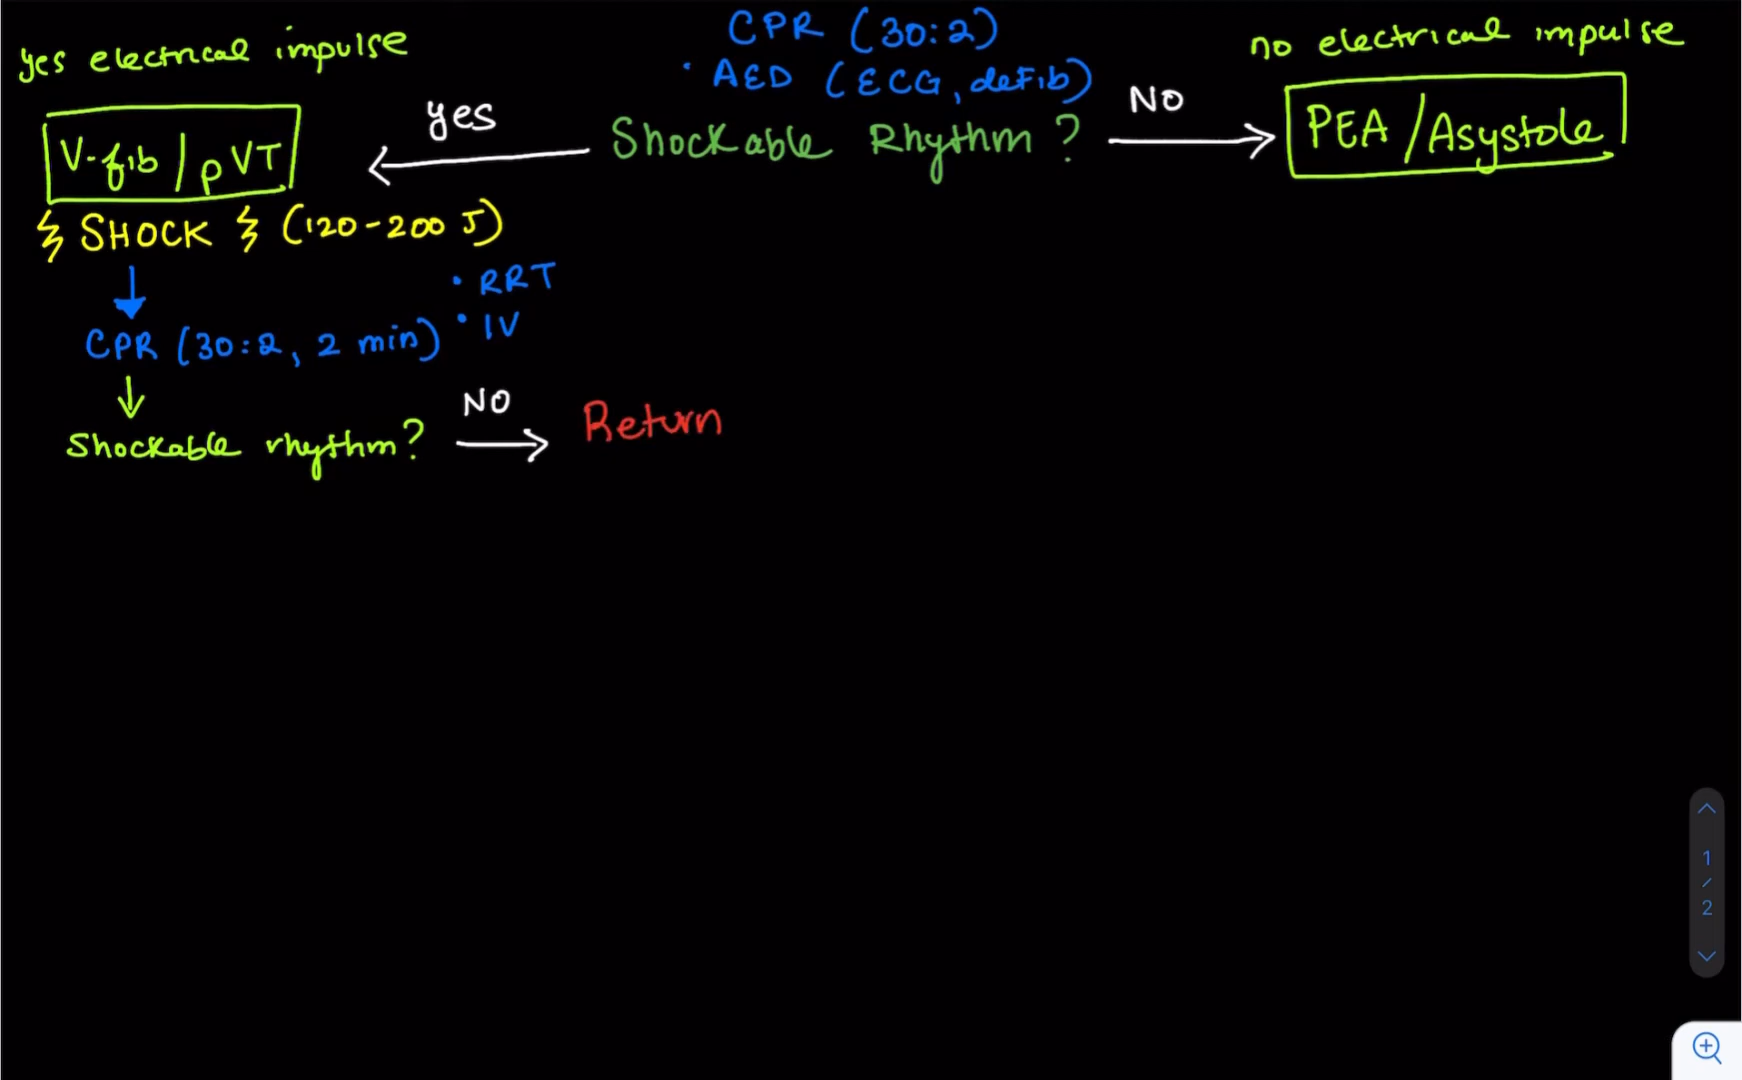 yes electrical impulse
CPR (30:2)
• AED (ECG, defib)
no electrical impulse
yes
Shockable Rhythm?
NO
V-fib / pVT
PEA / Asystole
SHOCK (120-200 J)
• RRT
• IV
CPR (30:2, 2 min)
Shockable rhythm?
NO
Return
1
/
2